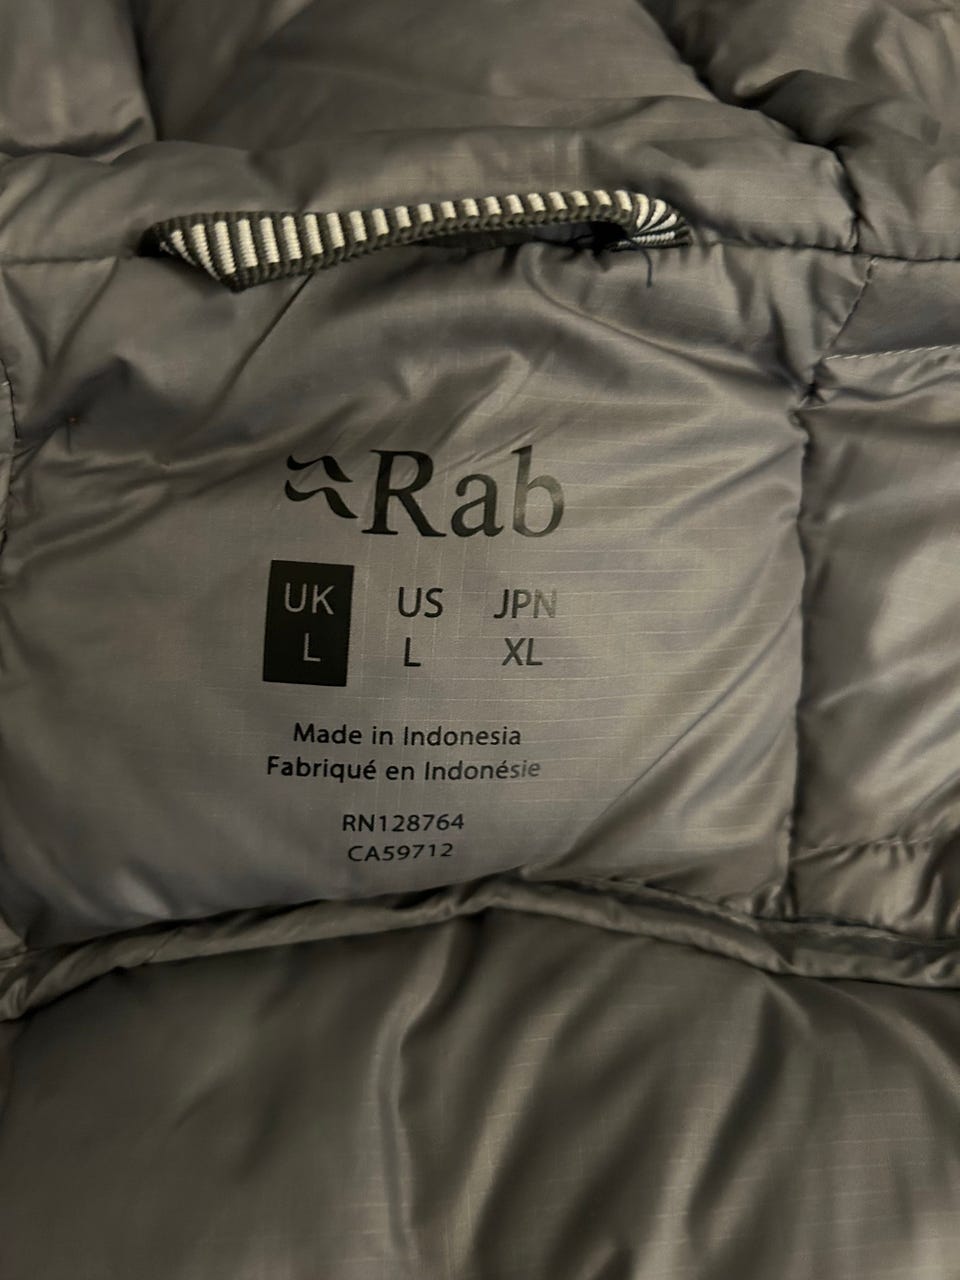 Rab
UK US JPN
L L XL
Made in Indonesia
Fabriqué en Indonésie
RN128764
CA59712